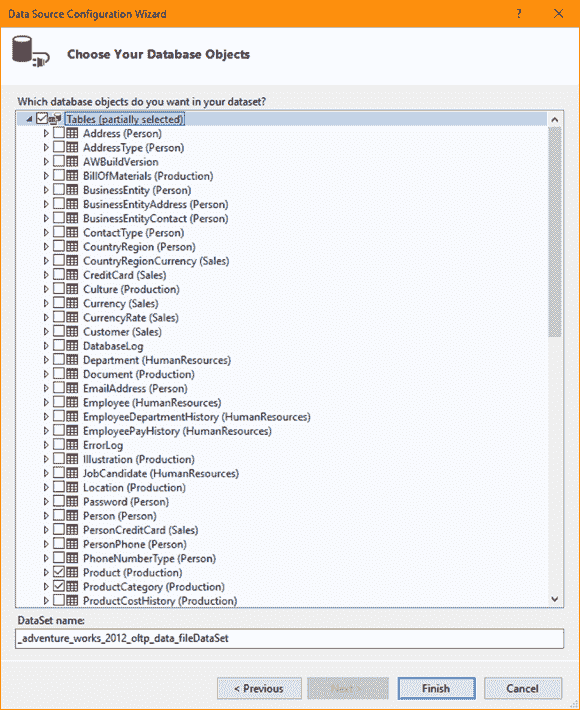 Data Source Configuration Wizard
Choose Your Database Objects
Which database objects do you want in your dataset?
Tables (partially selected)
Address (Person)
AddressType (Person)
AWBuildVersion
BillOfMaterials (Production)
BusinessEntity (Person)
BusinessEntityAddress (Person)
BusinessEntityContact (Person)
ContactType (Person)
CountryRegion (Person)
CountryRegionCurrency (Sales)
CreditCard (Sales)
Culture (Production)
Currency (Sales)
CurrencyRate (Sales)
Customer (Sales)
DatabaseLog
Department (HumanResources)
Document (Production)
EmailAddress (Person)
Employee (HumanResources)
EmployeeDepartmentHistory (HumanResources)
EmployeePayHistory (HumanResources)
ErrorLog
Illustration (Production)
JobCandidate (HumanResources)
Location (Production)
Password (Person)
Person (Person)
PersonCreditCard (Sales)
PersonPhone (Person)
PhoneNumberType (Person)
Product (Production)
ProductCategory (Production)
ProductCostHistory (Production)
DataSet name:
_adventure_works_2012_oltp_data_fileDataSet
< Previous Next > Finish Cancel